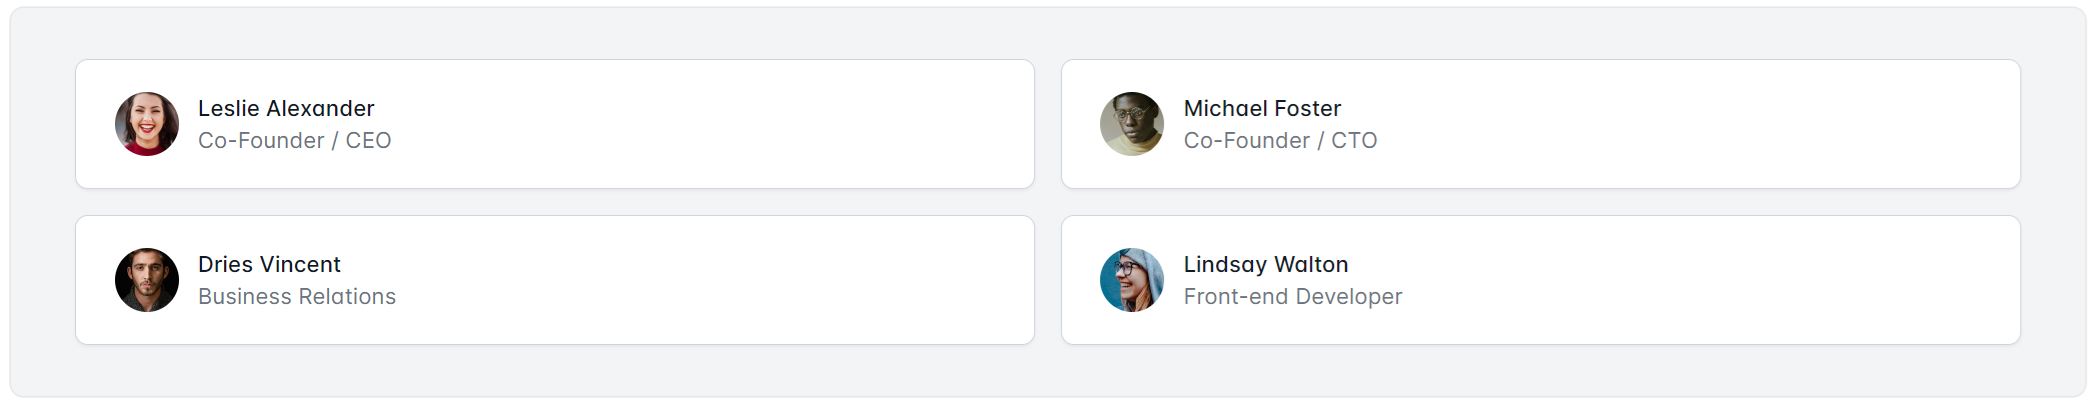 Leslie Alexander
Co-Founder / CEO
Michael Foster
Co-Founder / CTO
Dries Vincent
Business Relations
Lindsay Walton
Front-end Developer